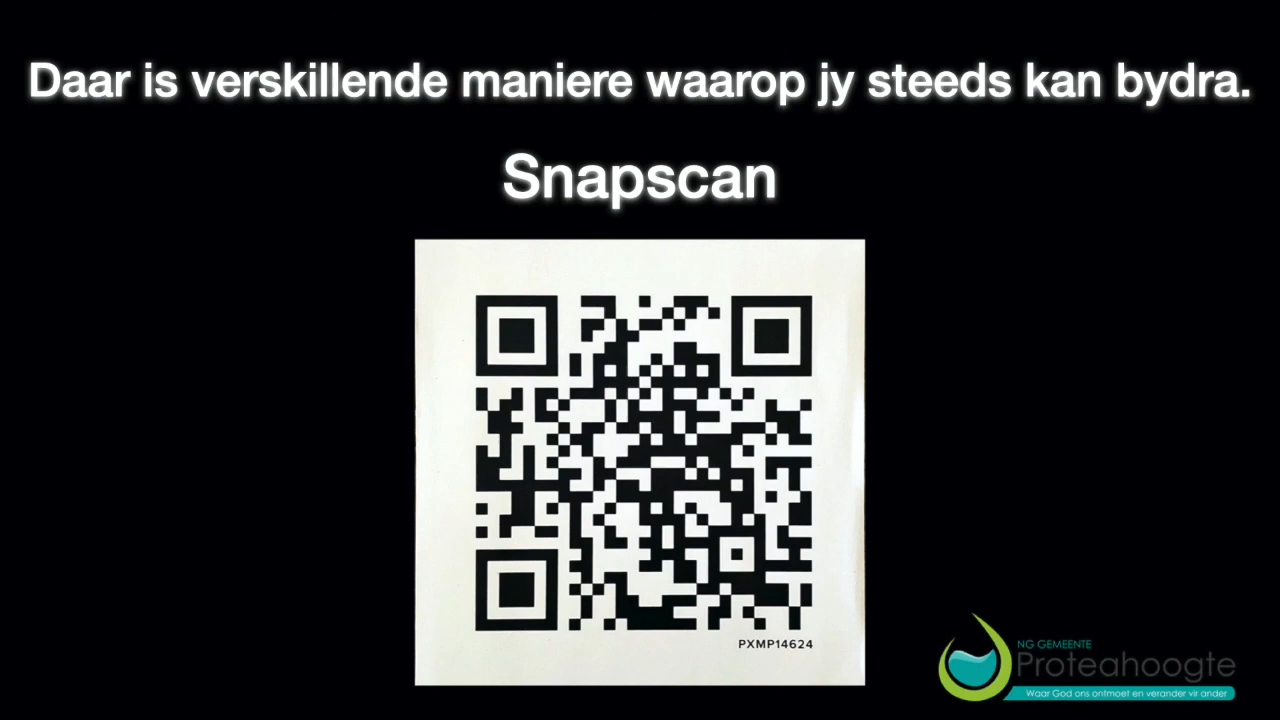 Daar is verskillende maniere waarop jy steeds kan bydra.
Snapscan
PXMP14624
NG GEMEENTE
Proteahoogte
Waar God ons ontmoet en verander vir ander